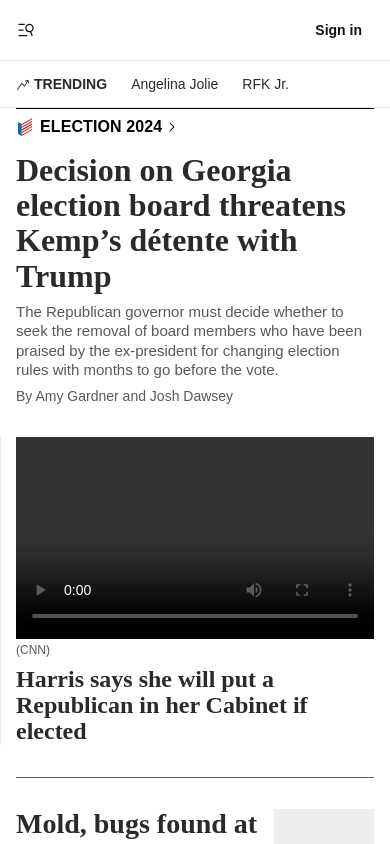 Sign in
TRENDING
Angelina Jolie
RFK Jr.
ELECTION 2024
Decision on Georgia
election board threatens
Kemp’s détente with
Trump
The Republican governor must decide whether to
seek the removal of board members who have been
praised by the ex-president for changing election
rules with months to go before the vote.
By Amy Gardner and Josh Dawsey
0:00
(CNN)
Harris says she will put a
Republican in her Cabinet if
elected
Mold, bugs found at